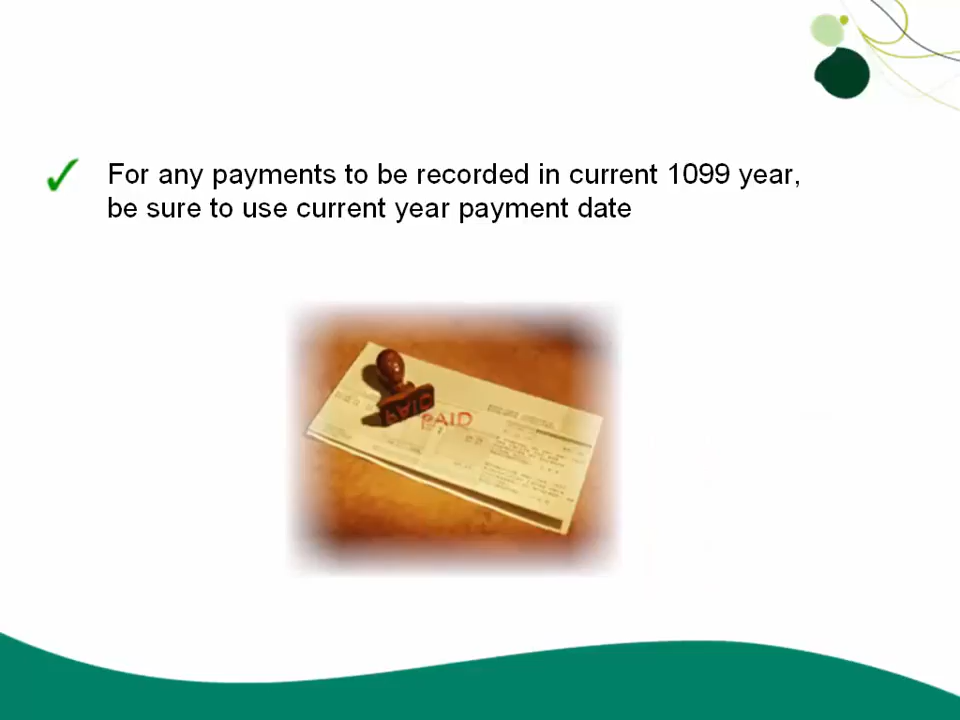 For any payments to be recorded in current 1099 year,
be sure to use current year payment date
PAID
PAID